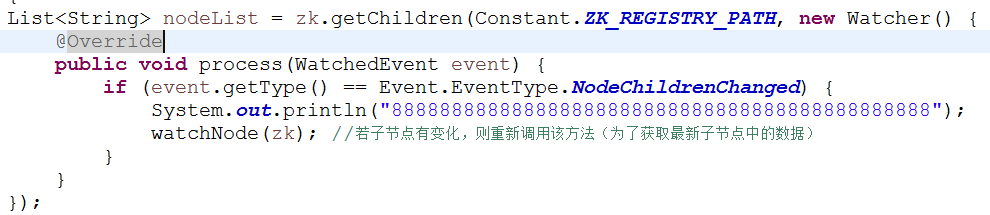 List<String> nodeList = zk.getChildren(Constant.ZK_REGISTRY_PATH, new Watcher() {
@Override
public void process(WatchedEvent event) {
if (event.getType() == Event.EventType.NodeChildrenChanged) {
System.out.println("8888888888888888888888888888888888888888888888");
watchNode(zk); //若子节点有变化，则重新调用该方法（为了获取最新子节点中的数据）
}
}
});